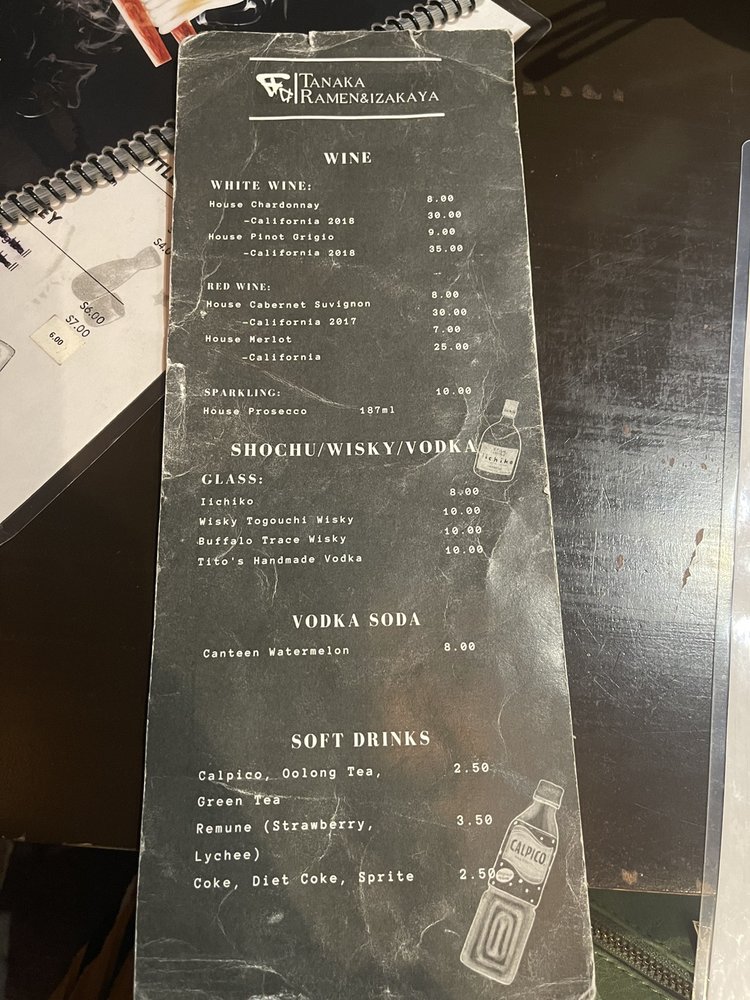 TANAKA
RAMEN&IZAKAYA
WINE
WHITE WINE:
House Chardonnay 8.00
-California 2018 30.00
House Pinot Grigio 9.00
-California 2018 35.00
RED WINE:
House Cabernet Suvignon 8.00
-California 2017 30.00
House Merlot 7.00
-California 25.00
SPARKLING: 10.00
House Prosecco 187ml
SHOCHU/WISKY/VODKA
iichiko
GLASS:
Iichiko 8.00
Wisky Togouchi Wisky 10.00
Buffalo Trace Wisky 10.00
Tito's Handmade Vodka 10.00
VODKA SODA
Canteen Watermelon 8.00
SOFT DRINKS
Calpico, Oolong Tea, 2.50
Green Tea
Remune (Strawberry, 3.50
Lychee)
Coke, Diet Coke, Sprite 2.50
CALPICO
$6.00
$7.00
6.00